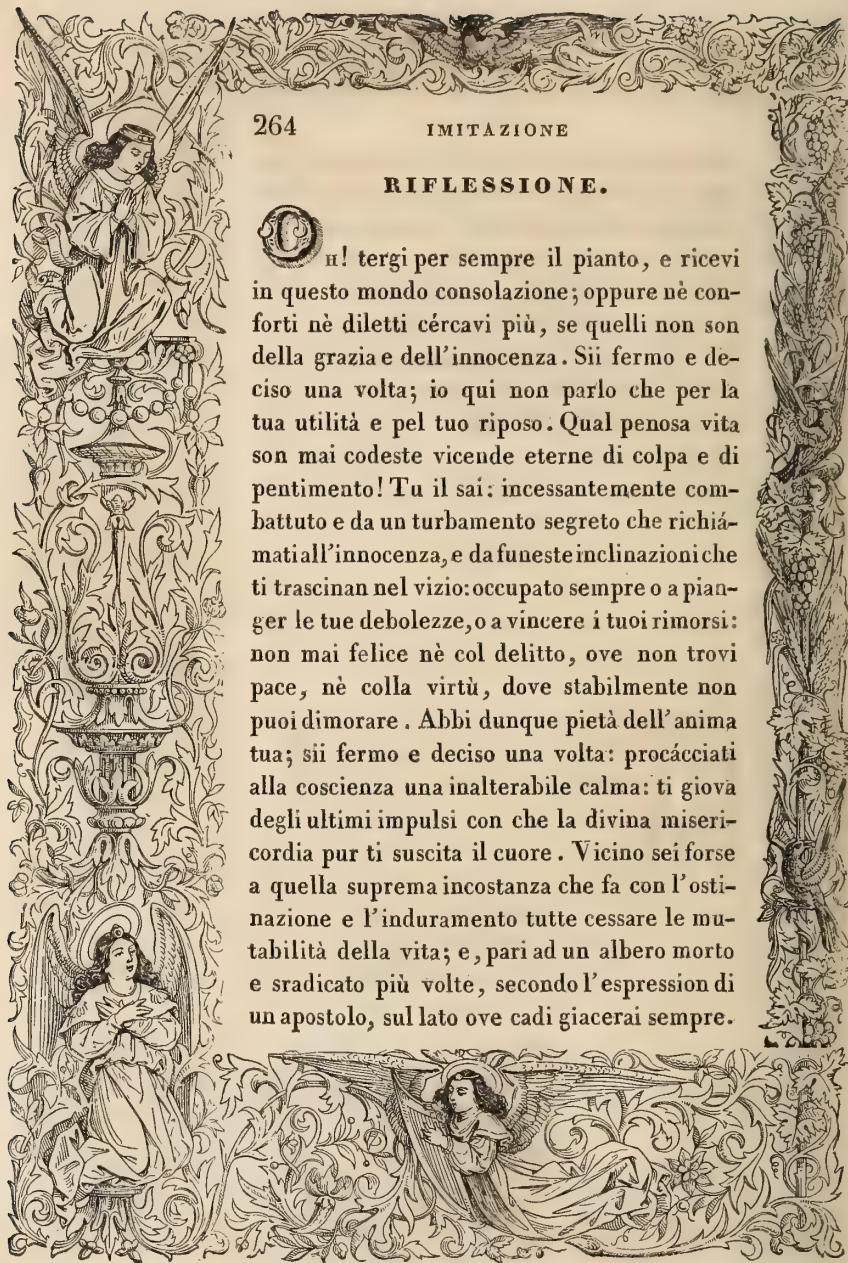 264 IMITAZIONE
RIFLESSIONE.
OH! tergi per sempre il pianto, e ricevi
in questo mondo consolazione; oppure nè con-
forti nè diletti cércavi più, se quelli non son
della grazia e dell'innocenza. Sii fermo e de-
ciso una volta; io qui non parlo che per la
tua utilità e pel tuo riposo. Qual penosa vita
son mai codeste vicende eterne di colpa e di
pentimento! Tu il sai: incessantemente com-
battuto e da un turbamento segreto che richiá-
mati all'innocenza, e da funeste inclinazioni che
ti trascinan nel vizio: occupato sempre o a pian-
ger le tue debolezze, o a vincere i tuoi rimorsi:
non mai felice nè col delitto, ove non trovi
pace, nè colla virtù, dove stabilmente non
puoi dimorare. Abbi dunque pietà dell'anima
tua; sii fermo e deciso una volta: procácciati
alla coscienza una inalterabile calma: ti giova
degli ultimi impulsi con che la divina miseri-
cordia pur ti suscita il cuore. Vicino sei forse
a quella suprema incostanza che fa con l'osti-
nazione e l'induramento tutte cessare le mu-
tabilità della vita; e, pari ad un albero morto
e sradicato più volte, secondo l'espression di
un apostolo, sul lato ove cadi giacerai sempre.